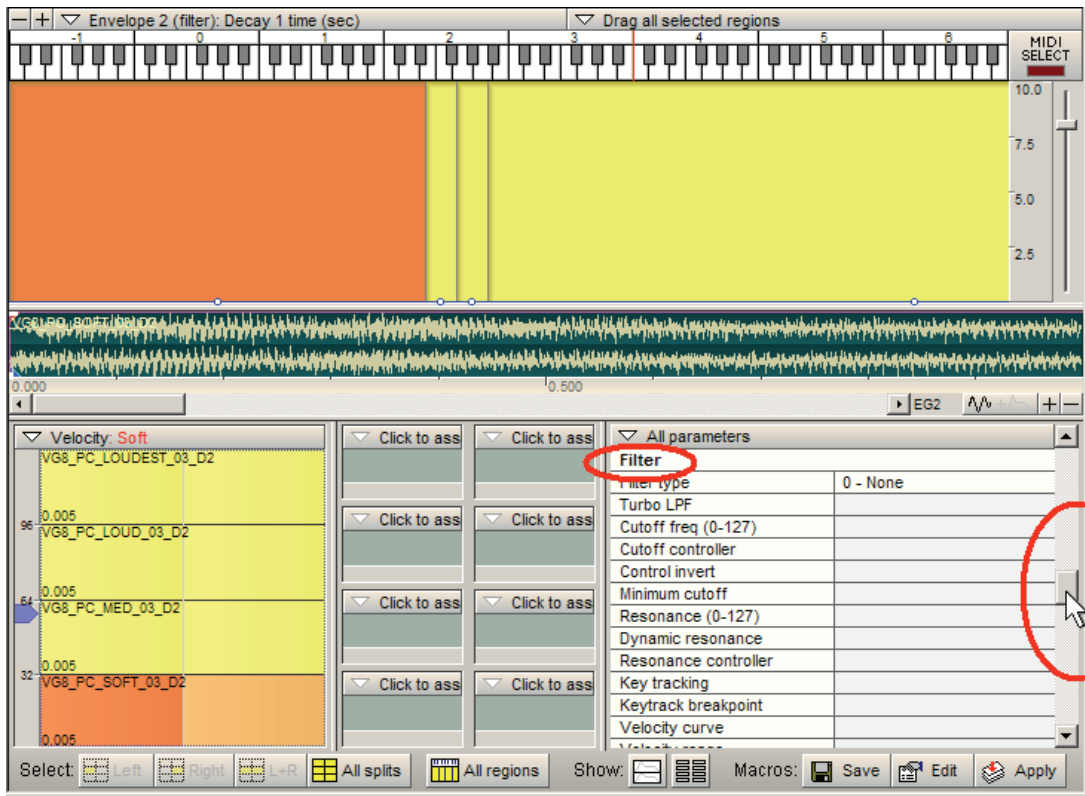 Envelope 2 (filter): Decay 1 time (sec)
Drag all selected regions
-1 0 1 2 3 4 5 6
MIDI
SELECT
10.0
7.5
5.0
2.5
VG8_PC_SOFT_03_D2
0.000
0.500
EG2
Velocity: Soft
VG8_PC_LOUDEST_03_D2
0.005
96
VG8_PC_LOUD_03_D2
0.005
64
VG8_PC_MED_03_D2
0.005
32
VG8_PC_SOFT_03_D2
0.005
Click to ass
Click to ass
Click to ass
Click to ass
Click to ass
Click to ass
Click to ass
Click to ass
All parameters
Filter
Filter type 0 - None
Turbo LPF
Cutoff freq (0-127)
Cutoff controller
Control invert
Minimum cutoff
Resonance (0-127)
Dynamic resonance
Resonance controller
Key tracking
Keytrack breakpoint
Velocity curve
Select: Left Right L+R All splits All regions Show: Macros: Save Edit Apply